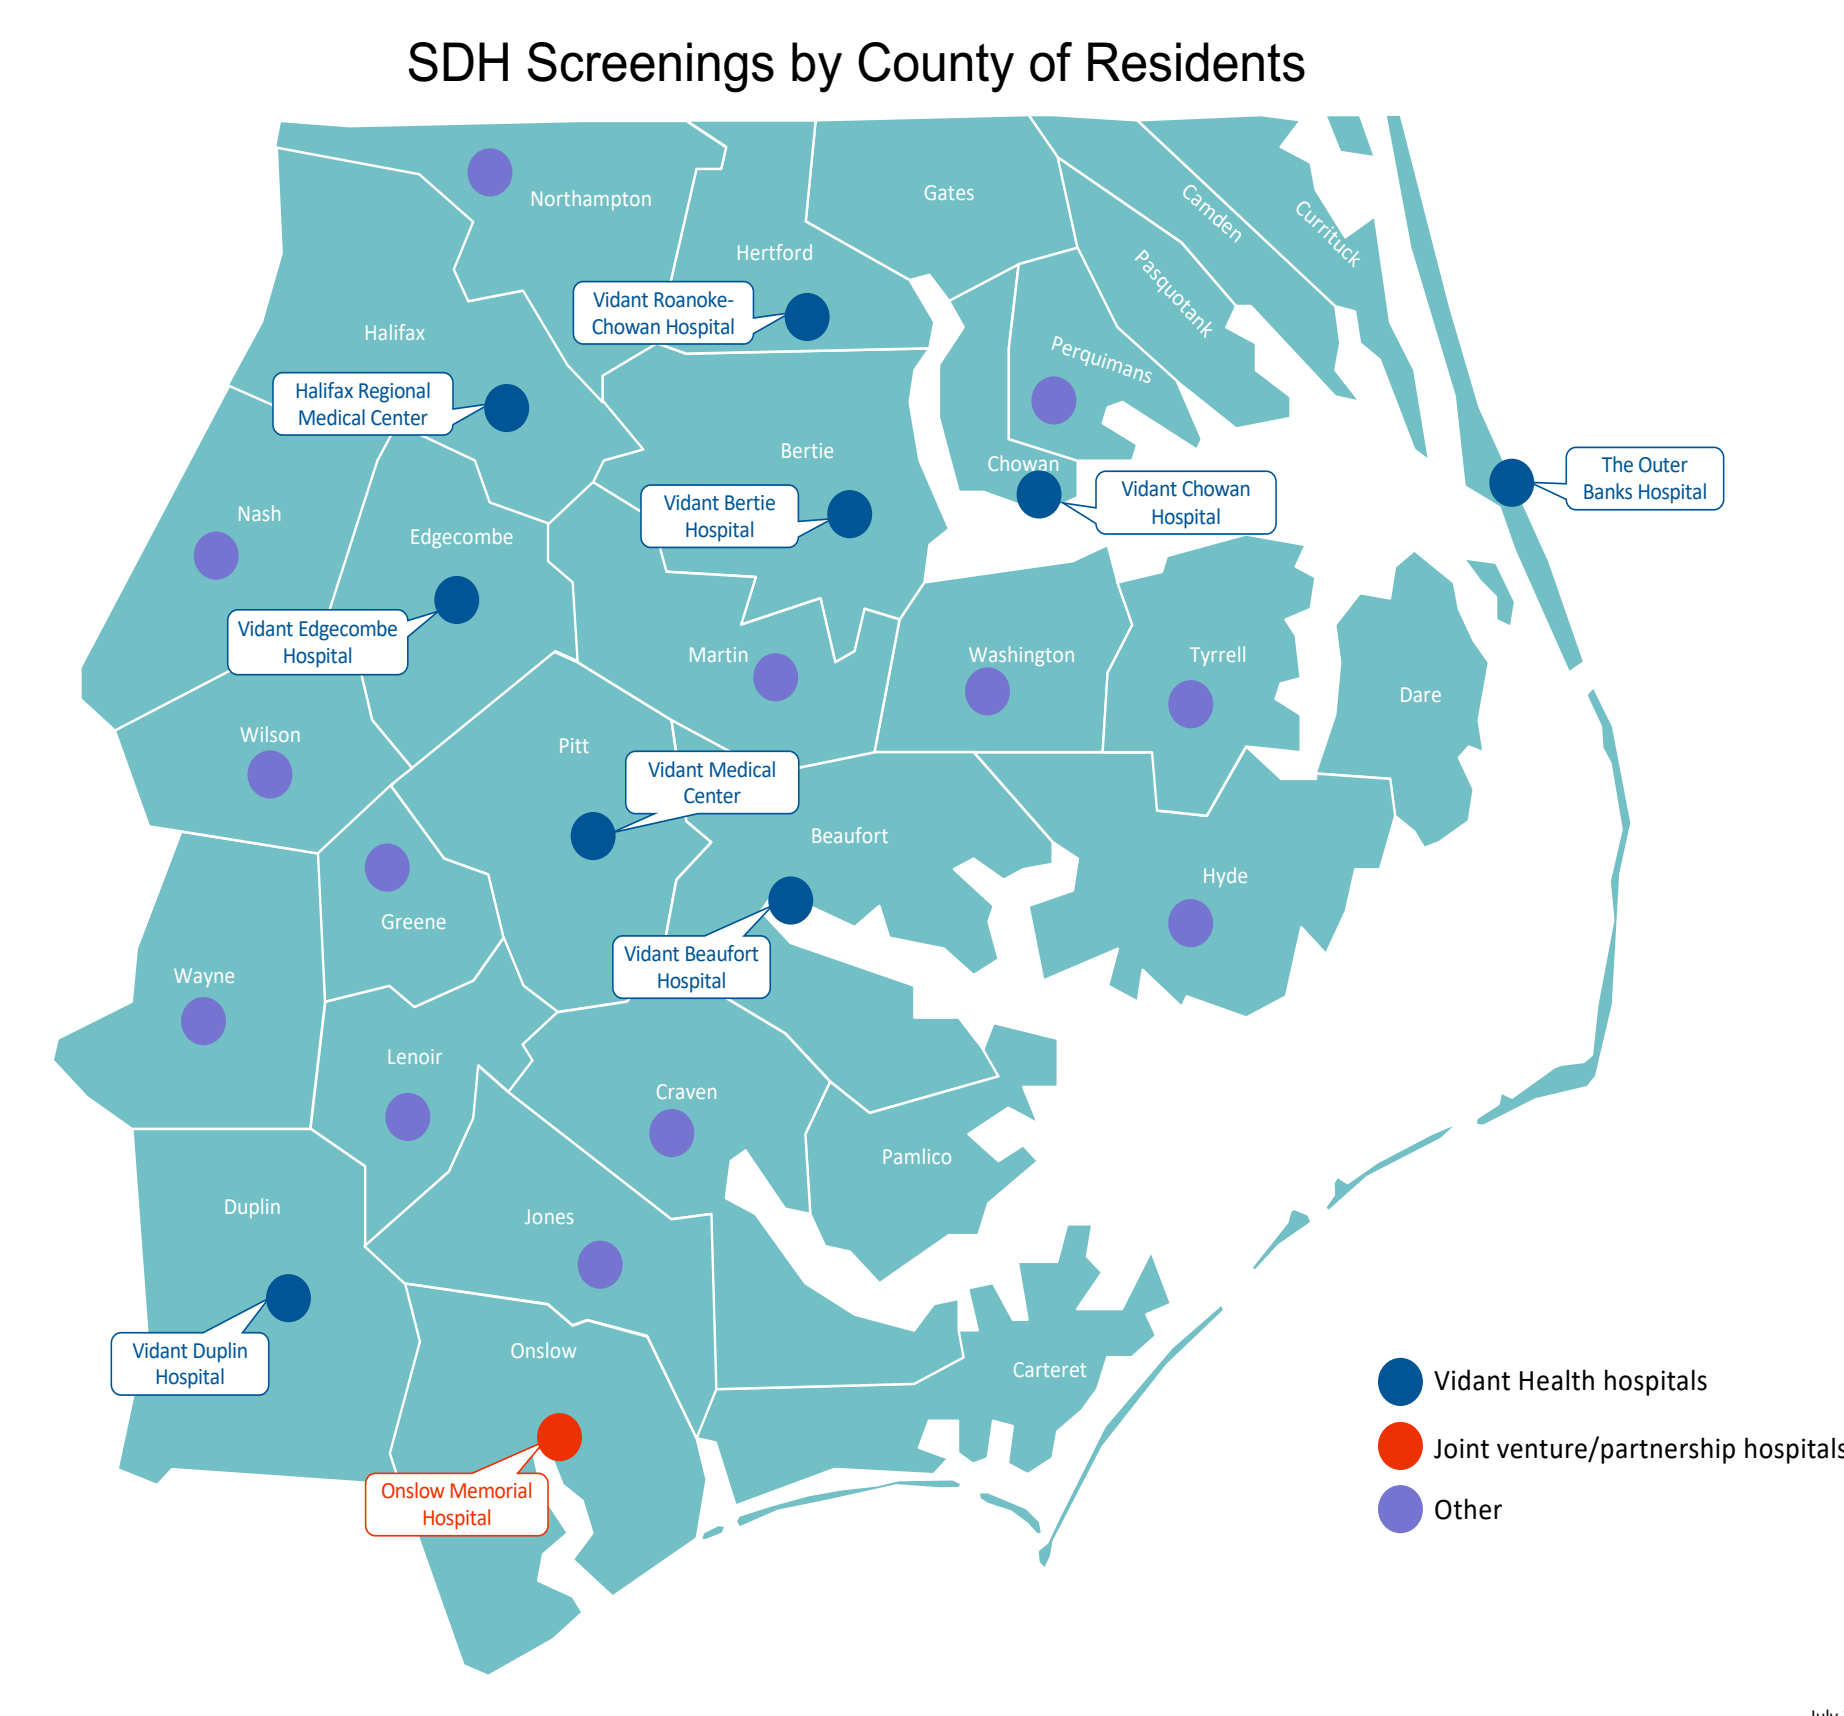 SDH Screenings by County of Residents
Northampton
Gates
Camden
Currituck
Hertford
Pasquotank
Vidant Roanoke-
Chowan Hospital
Halifax
Perquimans
Halifax Regional
Medical Center
Bertie
Chowan
The Outer
Banks Hospital
Vidant Bertie
Hospital
Vidant Chowan
Hospital
Nash
Edgecombe
Vidant Edgecombe
Hospital
Martin
Washington
Tyrrell
Dare
Wilson
Pitt
Vidant Medical
Center
Beaufort
Hyde
Greene
Vidant Beaufort
Hospital
Wayne
Lenoir
Craven
Pamlico
Duplin
Jones
Vidant Duplin
Hospital
Onslow
Carteret
Onslow Memorial
Hospital
Vidant Health hospitals
Joint venture/partnership hospitals
Other
July